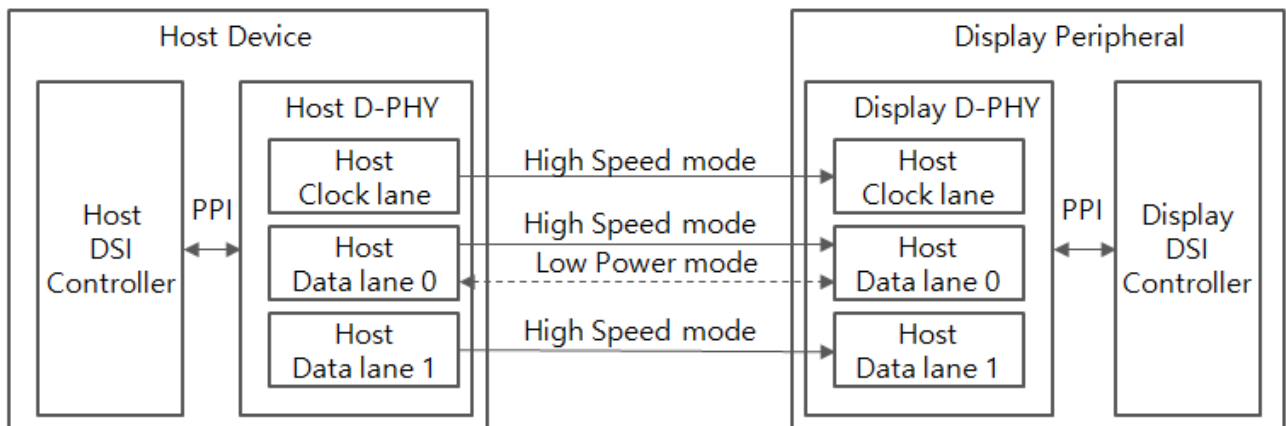 Host Device
Host
DSI
Controller
PPI
Host D-PHY
Host
Clock lane
Host
Data lane 0
Host
Data lane 1
High Speed mode
High Speed mode
Low Power mode
High Speed mode
Display Peripheral
Display D-PHY
Host
Clock lane
Host
Data lane 0
Host
Data lane 1
PPI
Display
DSI
Controller